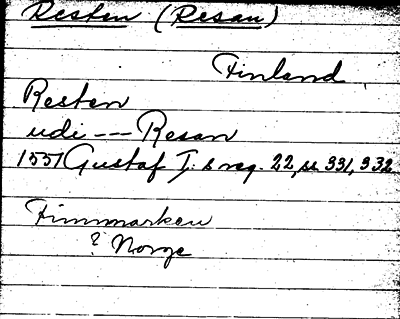 Resten (Resan)
Finland
Resten
udi --- Resan
1551 Gustaf I:s reg. 22, ss 331, 332
Finnmarken
? Norge